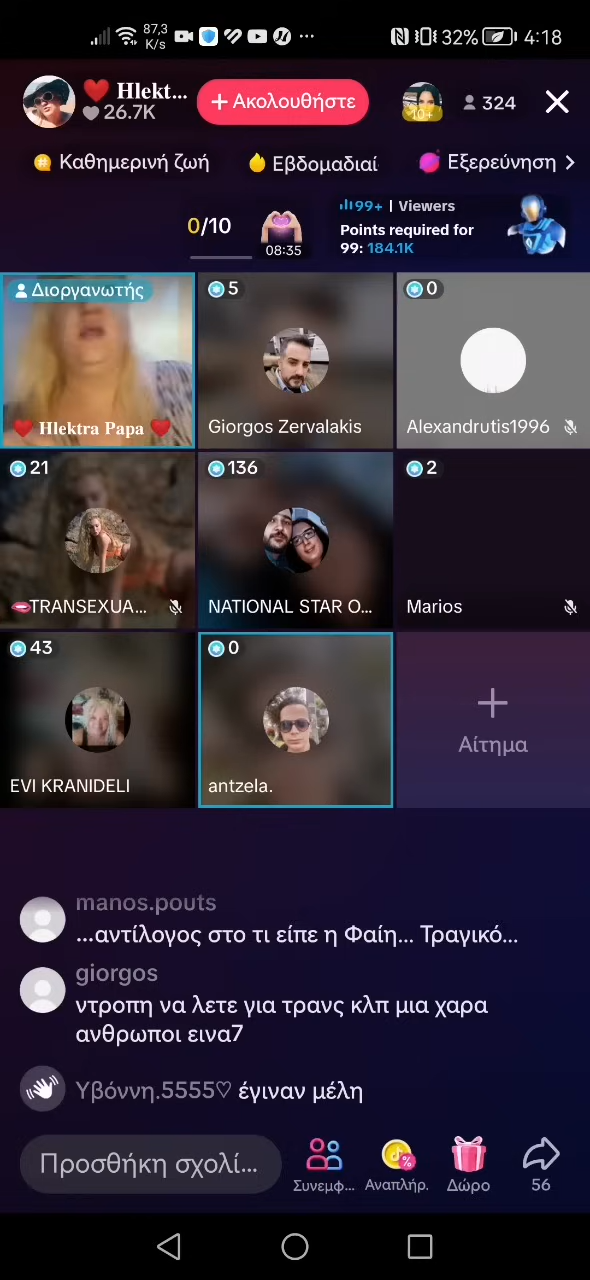 87,3
K/s
32%
4:18
Hlekt...
26.7K
+ Ακολουθήστε
10+
324
Καθημερινή ζωή
Εβδομαδιαί
Εξερεύνηση
0/10
08:35
99+ | Viewers
Points required for
99: 184.1K
Διοργανωτής
Hlektra Papa
5
Giorgos Zervalakis
0
Alexandrutis1996
21
TRANSEXUA...
136
NATIONAL STAR O...
2
Marios
43
EVI KRANIDELI
0
antzela.
Αίτημα
manos.pouts
...αντίλογος στο τι είπε η Φαίη... Τραγικό...
giorgos
ντροπη να λετε για τρανς κλπ μια χαρα
ανθρωποι εινα7
Υβόννη.5555♡ έγιναν μέλη
Προσθήκη σχολί...
Συνεμφ...
Αναπλήρ.
Δώρο
56